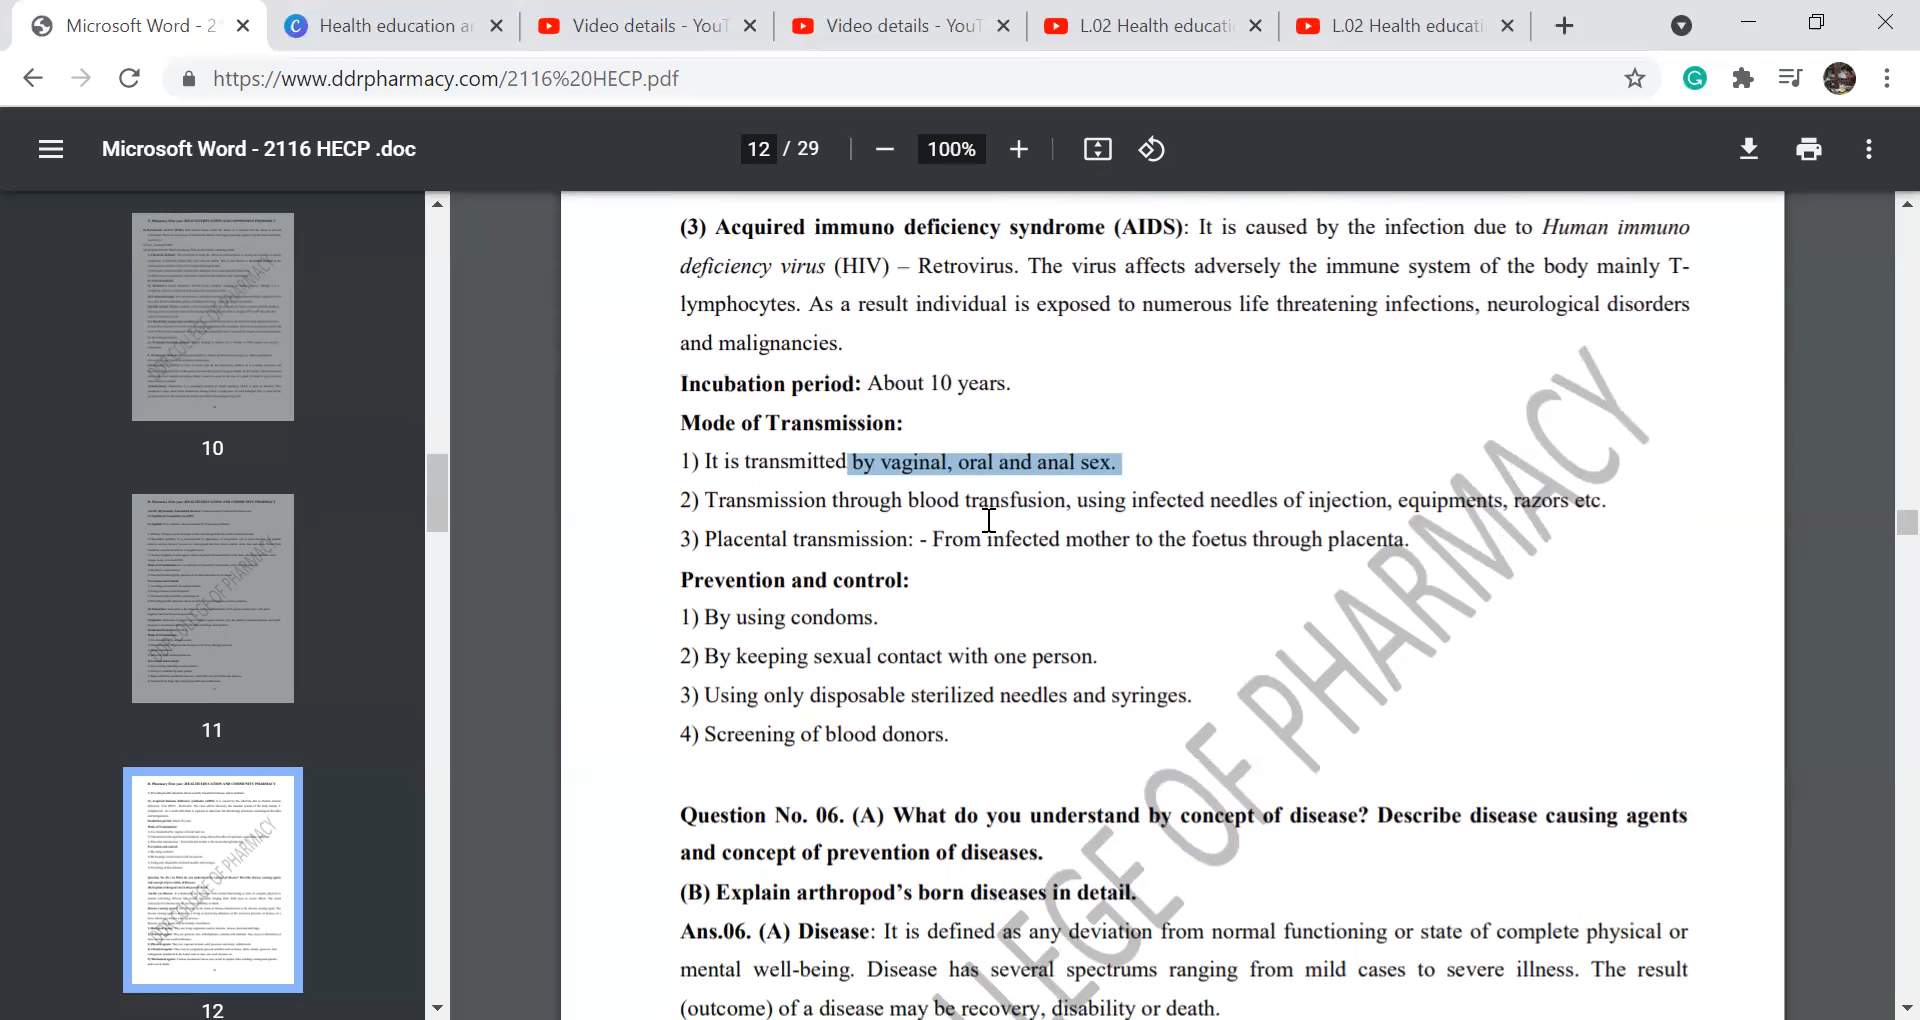 Microsoft Word - 2
Health education a
Video details - YouT
Video details - YouT
L.02 Health educati
L.02 Health educati
https://www.ddrpharmacy.com/2116%20HECP.pdf
Microsoft Word - 2116 HECP .doc
12 / 29
100%
10
11
12
(3) Acquired immuno deficiency syndrome (AIDS): It is caused by the infection due to Human immuno
deficiency virus (HIV) – Retrovirus. The virus affects adversely the immune system of the body mainly T-
lymphocytes. As a result individual is exposed to numerous life threatening infections, neurological disorders
and malignancies.
Incubation period: About 10 years.
Mode of Transmission:
1) It is transmitted by vaginal, oral and anal sex.
2) Transmission through blood transfusion, using infected needles of injection, equipments, razors etc.
3) Placental transmission: - From infected mother to the foetus through placenta.
Prevention and control:
1) By using condoms.
2) By keeping sexual contact with one person.
3) Using only disposable sterilized needles and syringes.
4) Screening of blood donors.
Question No. 06. (A) What do you understand by concept of disease? Describe disease causing agents
and concept of prevention of diseases.
(B) Explain arthropod's born diseases in detail.
Ans.06. (A) Disease: It is defined as any deviation from normal functioning or state of complete physical or
mental well-being. Disease has several spectrums ranging from mild cases to severe illness. The result
(outcome) of a disease may be recovery, disability or death.
LEGE OF PHARMACY